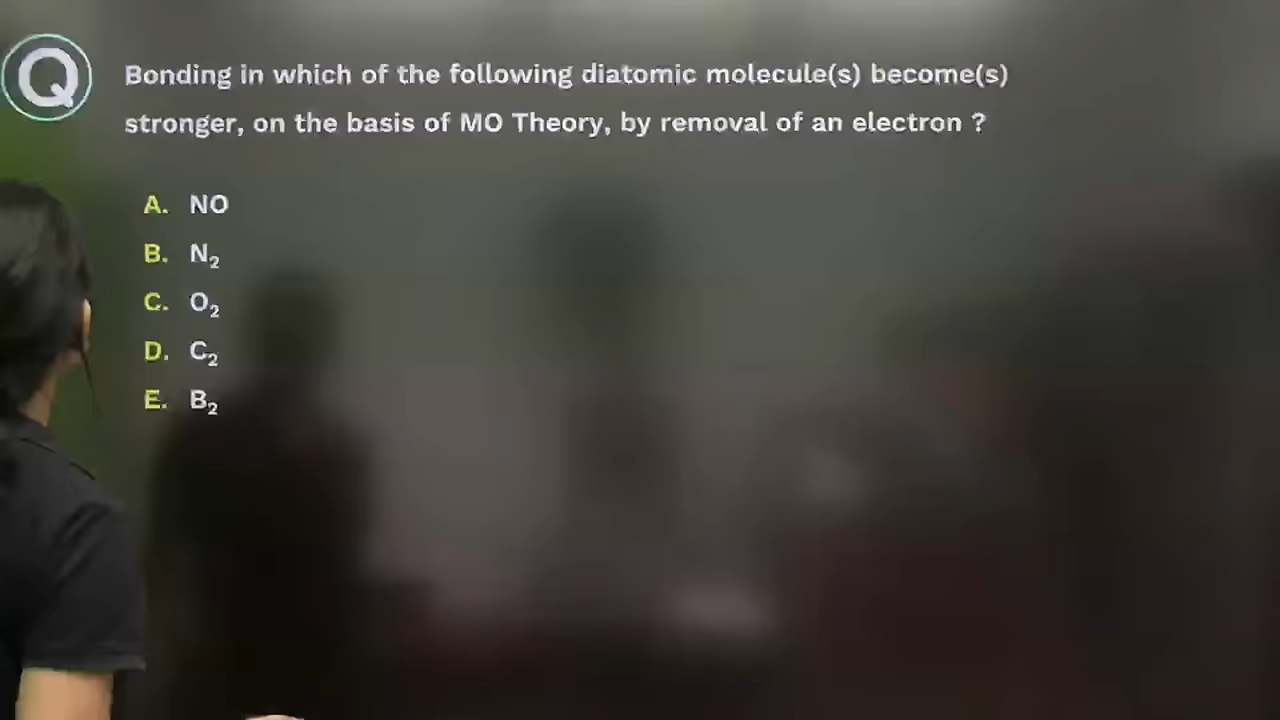 Q
Bonding in which of the following diatomic molecule(s) become(s)
stronger, on the basis of MO Theory, by removal of an electron ?
A. NO
B. N₂
C. O₂
D. C₂
E. B₂